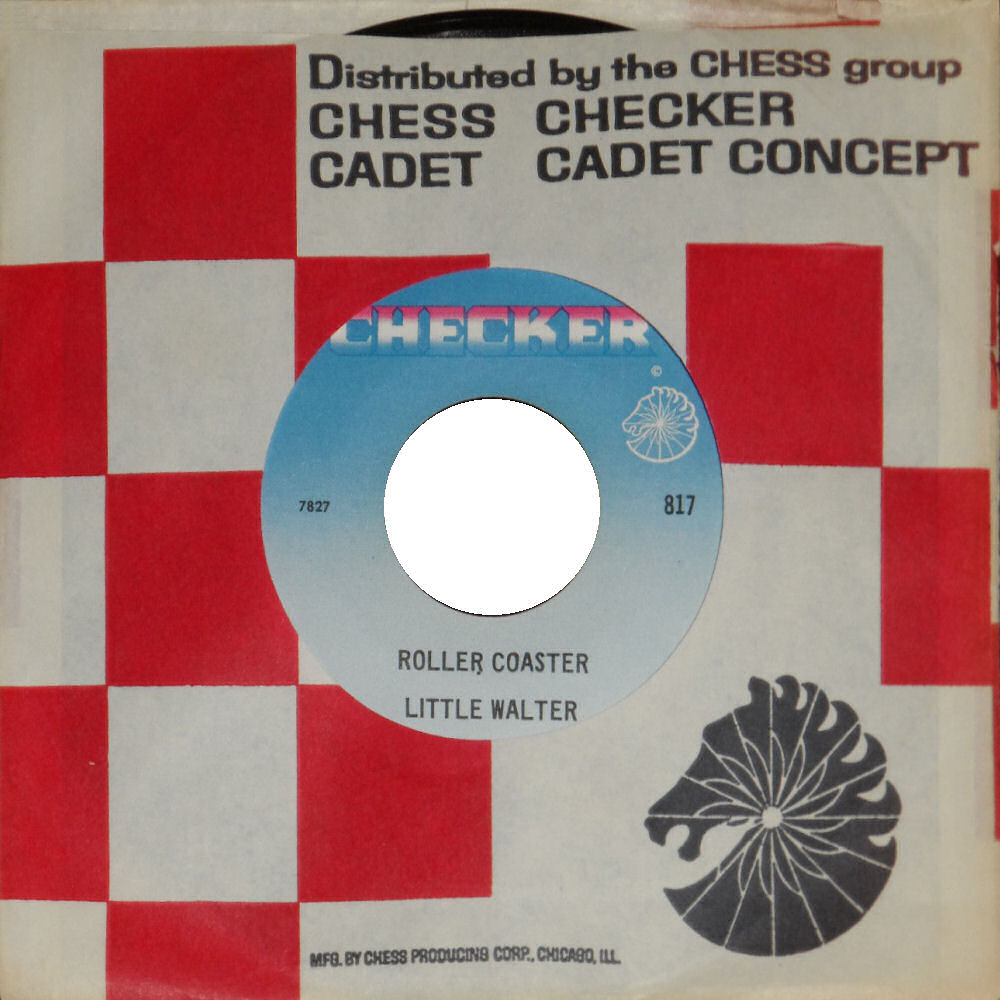 Distributed by the CHESS group
CHESS CHECKER
CADET CADET CONCEPT
CHECKER
©
7827
817
ROLLER COASTER
LITTLE WALTER
MFG. BY CHESS PRODUCING CORP., CHICAGO, ILL.